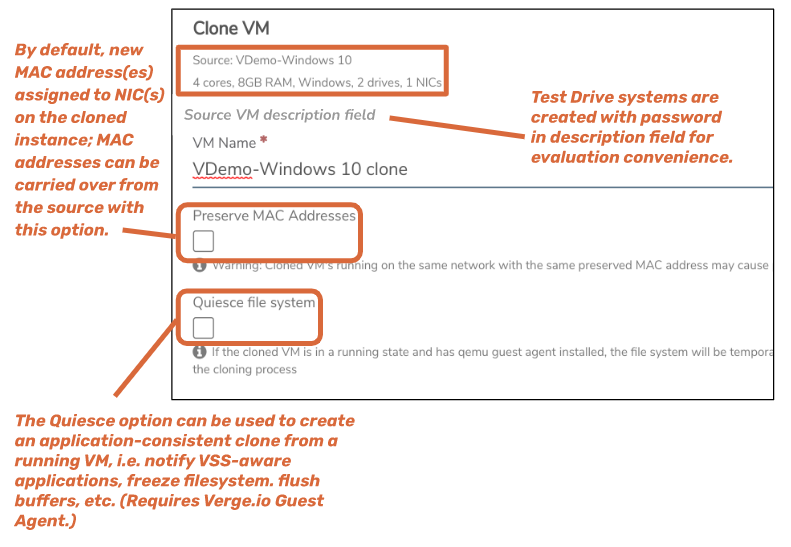 Clone VM
Source: VDemo-Windows 10
4 cores, 8GB RAM, Windows, 2 drives, 1 NICs
Source VM description field
VM Name *
VDemo-Windows 10 clone
Preserve MAC Addresses
Warning: Cloned VM's running on the same network with the same preserved MAC address may cause
Quiesce file system
If the cloned VM is in a running state and has qemu guest agent installed, the file system will be tempora
the cloning process
By default, new
MAC address(es)
assigned to NIC(s)
on the cloned
instance; MAC
addresses can be
carried over from
the source with
this option.
Test Drive systems are
created with password
in description field for
evaluation convenience.
The Quiesce option can be used to create
an application-consistent clone from a
running VM, i.e. notify VSS-aware
applications, freeze filesystem. flush
buffers, etc. (Requires Verge.io Guest
Agent.)